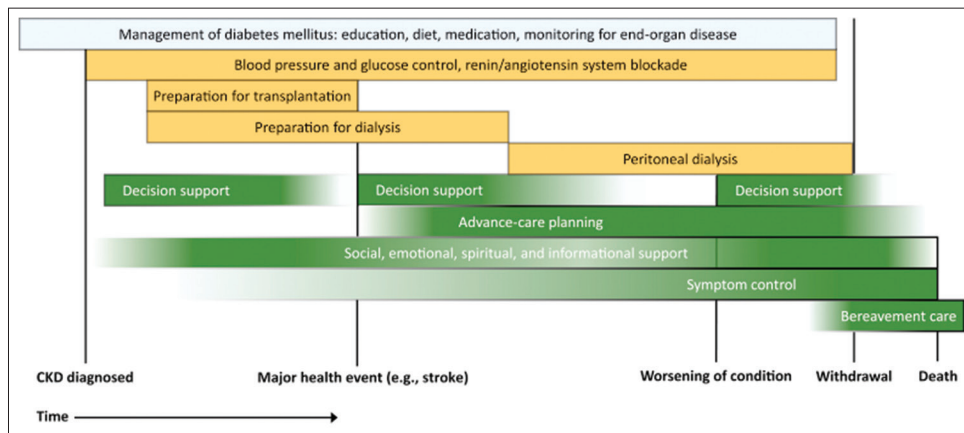 Management of diabetes mellitus: education, diet, medication, monitoring for end-organ disease
Blood pressure and glucose control, renin/angiotensin system blockade
Preparation for transplantation
Preparation for dialysis
Peritoneal dialysis
Decision support Decision support Decision support
Advance-care planning
Social, emotional, spiritual, and informational support
Symptom control
Bereavement care
CKD diagnosed Major health event (e.g., stroke) Worsening of condition Withdrawal Death
Time